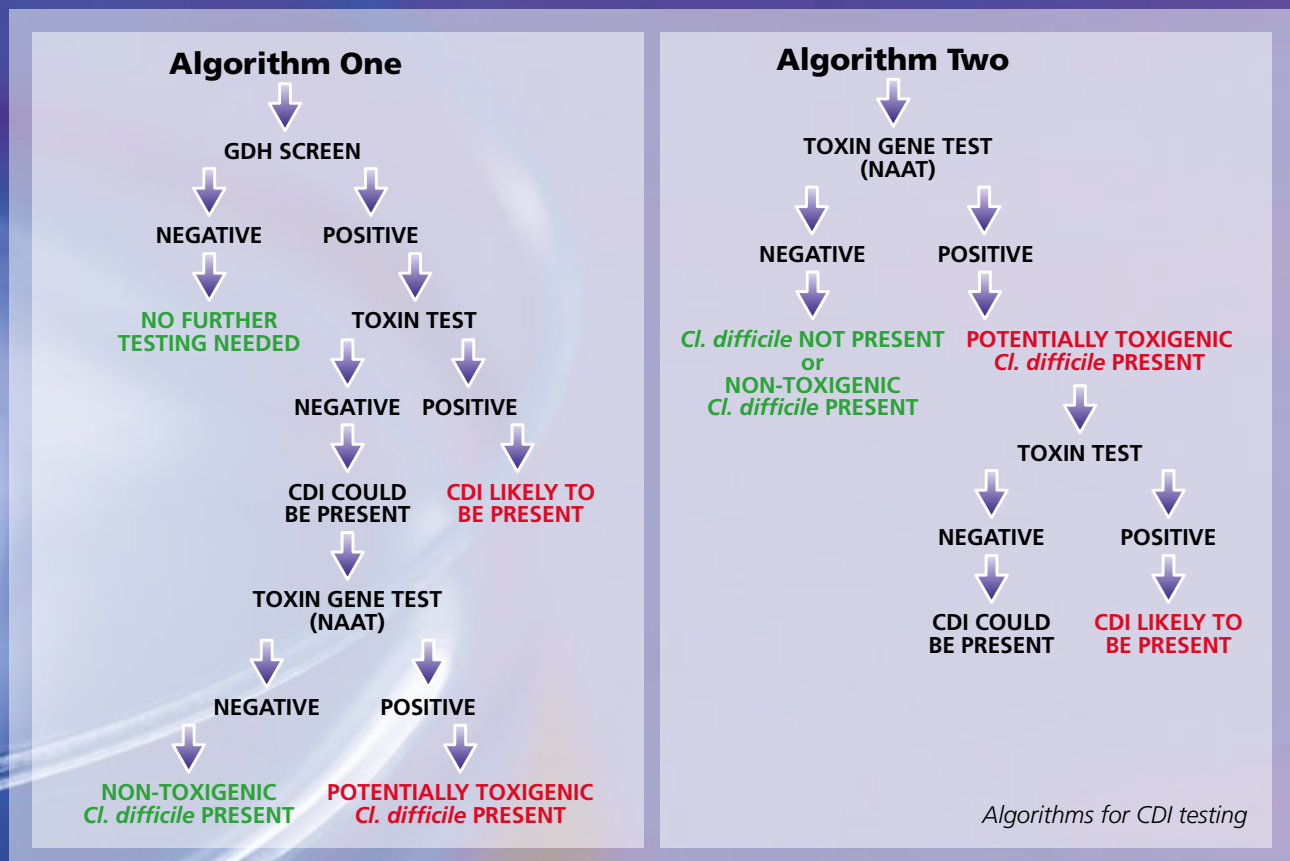 Algorithm One
GDH SCREEN
NEGATIVE
POSITIVE
NO FURTHER
TESTING NEEDED
TOXIN TEST
NEGATIVE
POSITIVE
CDI COULD
BE PRESENT
CDI LIKELY TO
BE PRESENT
TOXIN GENE TEST
(NAAT)
NEGATIVE
POSITIVE
NON-TOXIGENIC
Cl. difficile PRESENT
POTENTIALLY TOXIGENIC
Cl. difficile PRESENT
Algorithm Two
TOXIN GENE TEST
(NAAT)
NEGATIVE
POSITIVE
Cl. difficile NOT PRESENT
or
NON-TOXIGENIC
Cl. difficile PRESENT
POTENTIALLY TOXIGENIC
Cl. difficile PRESENT
TOXIN TEST
NEGATIVE
POSITIVE
CDI COULD
BE PRESENT
CDI LIKELY TO
BE PRESENT
Algorithms for CDI testing